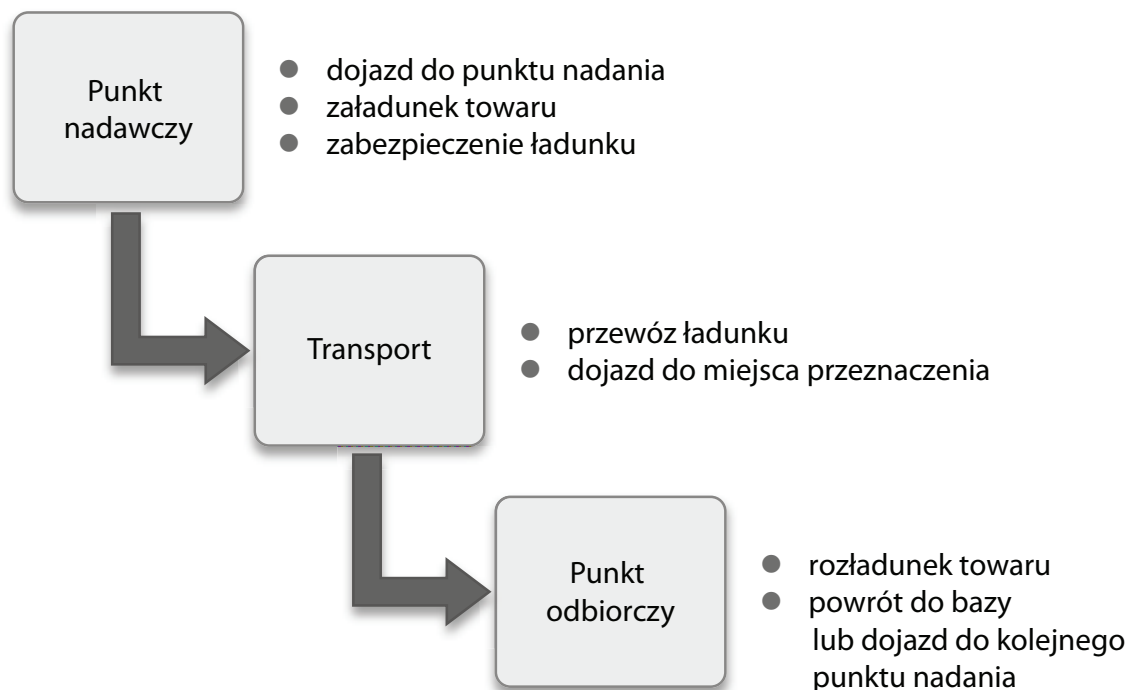 Punkt
nadawczy
● dojazd do punktu nadania
● załadunek towaru
● zabezpieczenie ładunku
Transport
● przewóz ładunku
● dojazd do miejsca przeznaczenia
Punkt
odbiorczy
● rozładunek towaru
● powrót do bazy
lub dojazd do kolejnego
punktu nadania